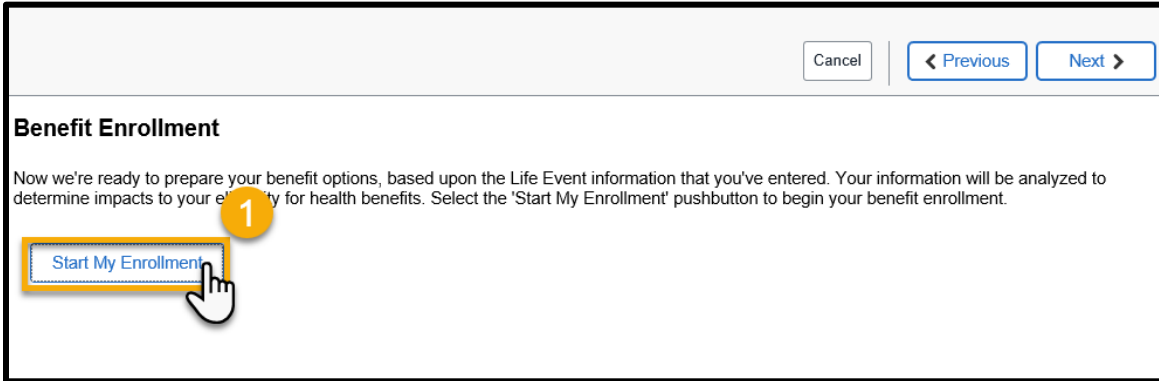 Cancel
Previous
Next
Benefit Enrollment
Now we're ready to prepare your benefit options, based upon the Life Event information that you've entered. Your information will be analyzed to
determine impacts to your for health benefits. Select the 'Start My Enrollment' pushbutton to begin your benefit enrollment.
1
Start My Enrollment